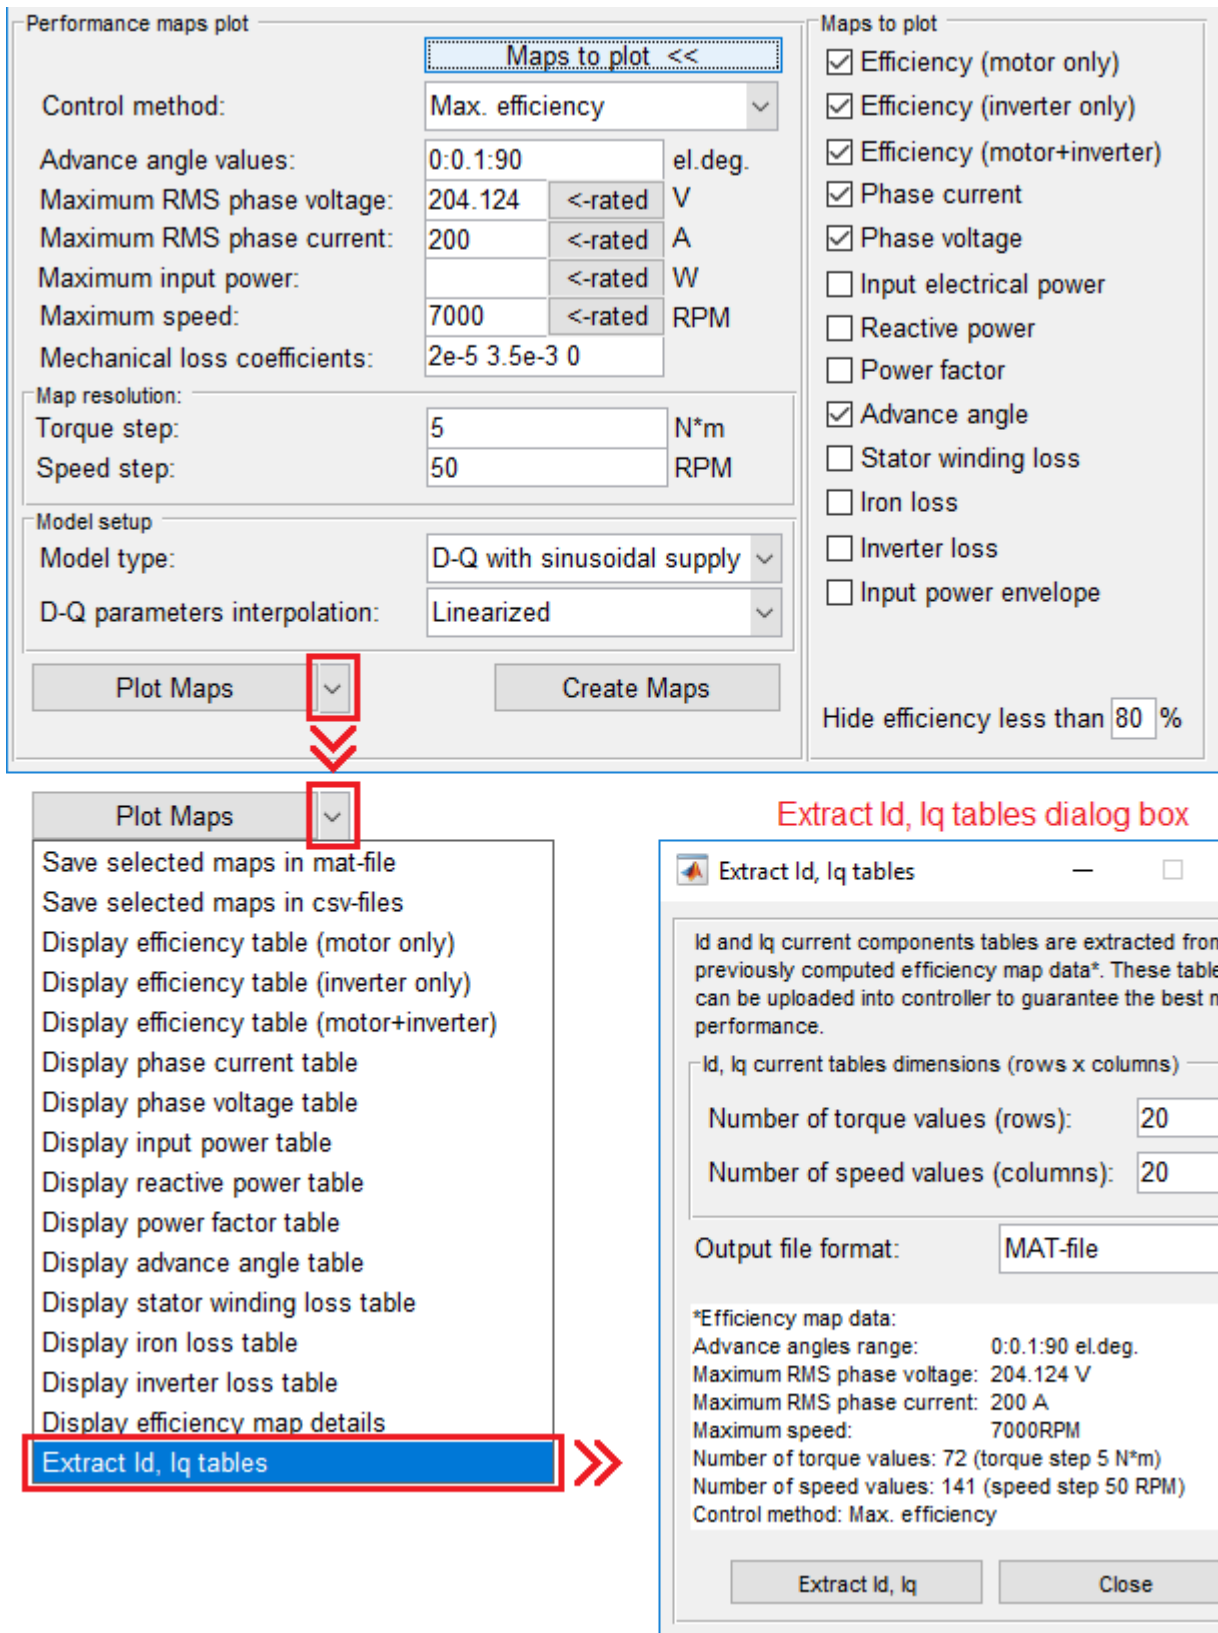 Performance maps plot
Maps to plot <<
Control method:
Max. efficiency
Advance angle values:
0:0.1:90
el.deg.
Maximum RMS phase voltage:
204.124
<-rated
V
Maximum RMS phase current:
200
<-rated
A
Maximum input power:
<-rated
W
Maximum speed:
7000
<-rated
RPM
Mechanical loss coefficients:
2e-5 3.5e-3 0
Map resolution:
Torque step:
5
N*m
Speed step:
50
RPM
Model setup
Model type:
D-Q with sinusoidal supply
D-Q parameters interpolation:
Linearized
Plot Maps
Create Maps
Maps to plot
Efficiency (motor only)
Efficiency (inverter only)
Efficiency (motor+inverter)
Phase current
Phase voltage
Input electrical power
Reactive power
Power factor
Advance angle
Stator winding loss
Iron loss
Inverter loss
Input power envelope
Hide efficiency less than 80 %
Plot Maps
Save selected maps in mat-file
Save selected maps in csv-files
Display efficiency table (motor only)
Display efficiency table (inverter only)
Display efficiency table (motor+inverter)
Display phase current table
Display phase voltage table
Display input power table
Display reactive power table
Display power factor table
Display advance angle table
Display stator winding loss table
Display iron loss table
Display inverter loss table
Display efficiency map details
Extract Id, Iq tables
Extract Id, Iq tables dialog box
Extract Id, Iq tables
Id and Iq current components tables are extracted from
previously computed efficiency map data*. These table
can be uploaded into controller to guarantee the best
performance.
Id, Iq current tables dimensions (rows x columns)
Number of torque values (rows):
20
Number of speed values (columns):
20
Output file format:
MAT-file
*Efficiency map data:
Advance angles range: 0:0.1:90 el.deg.
Maximum RMS phase voltage: 204.124 V
Maximum RMS phase current: 200 A
Maximum speed: 7000RPM
Number of torque values: 72 (torque step 5 N*m)
Number of speed values: 141 (speed step 50 RPM)
Control method: Max. efficiency
Extract Id, Iq
Close